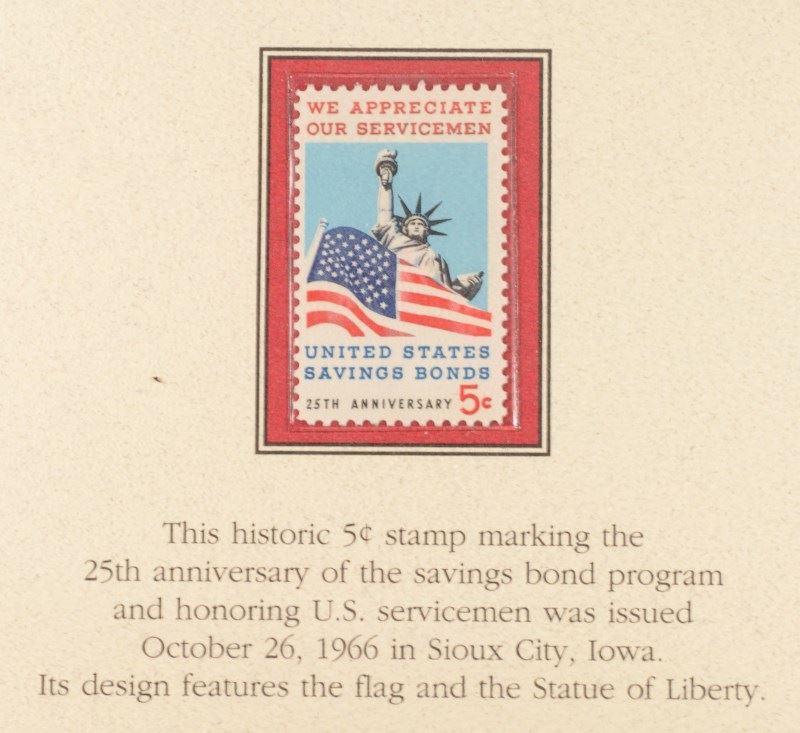 WE APPRECIATE
OUR SERVICEMEN
UNITED STATES
SAVINGS BONDS
25TH ANNIVERSARY 5c
This historic 5¢ stamp marking the
25th anniversary of the savings bond program
and honoring U.S. servicemen was issued
October 26, 1966 in Sioux City, Iowa.
Its design features the flag and the Statue of Liberty.